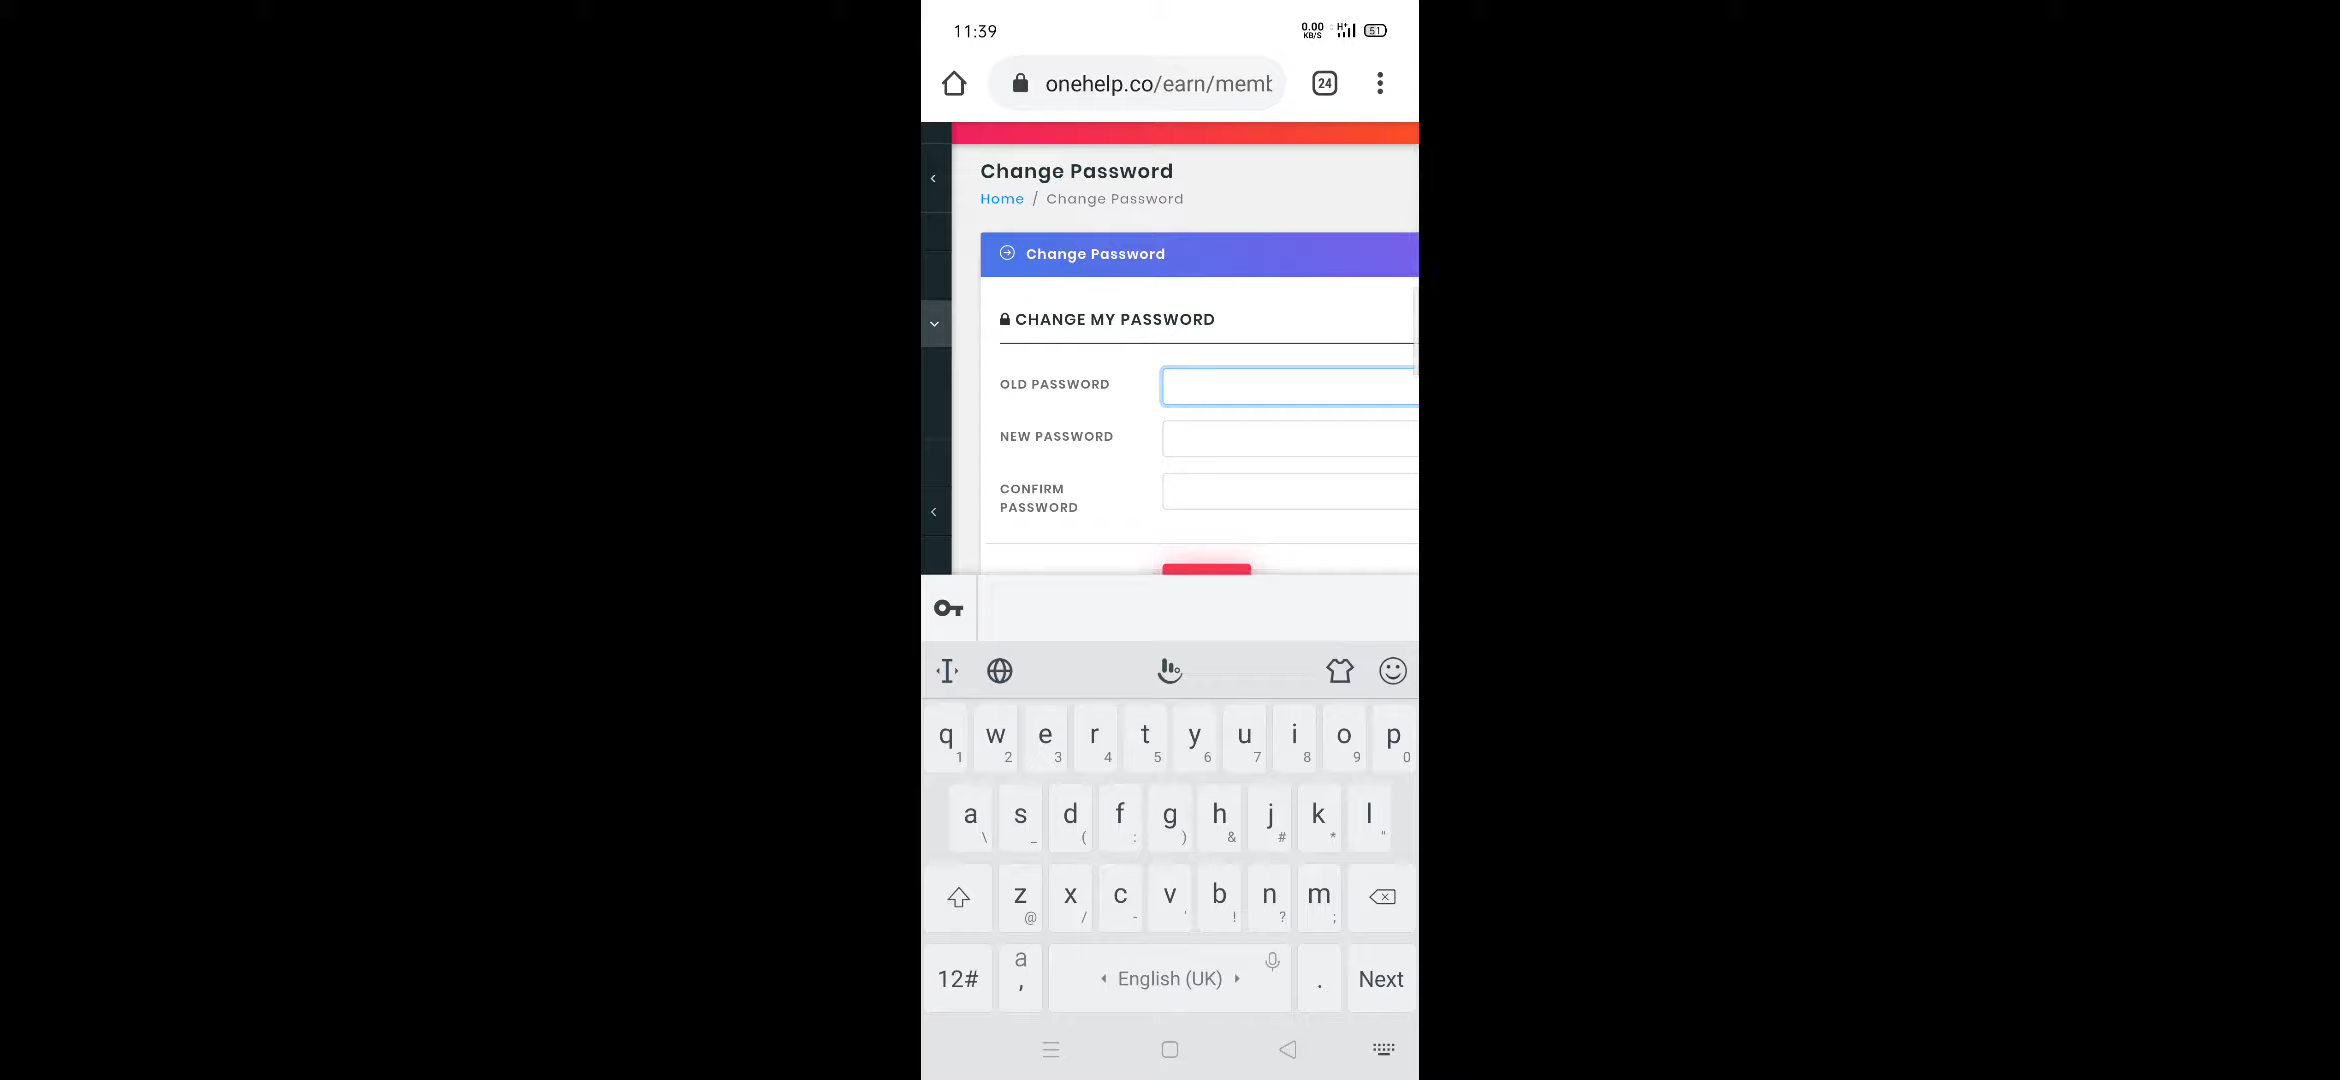 11:39
0.00 KB/S H+ 51
onehelp.co/earn/memb
24
Change Password
Home / Change Password
Change Password
CHANGE MY PASSWORD
OLD PASSWORD
NEW PASSWORD
CONFIRM
PASSWORD
q w e r t y u i o p
1 2 3 4 5 6 7 8 9 0
a s d f g h j k l
\ _ ( : ) & # * "
z x c v b n m
@ / - ' ! ? ;
12# a , English (UK) . Next